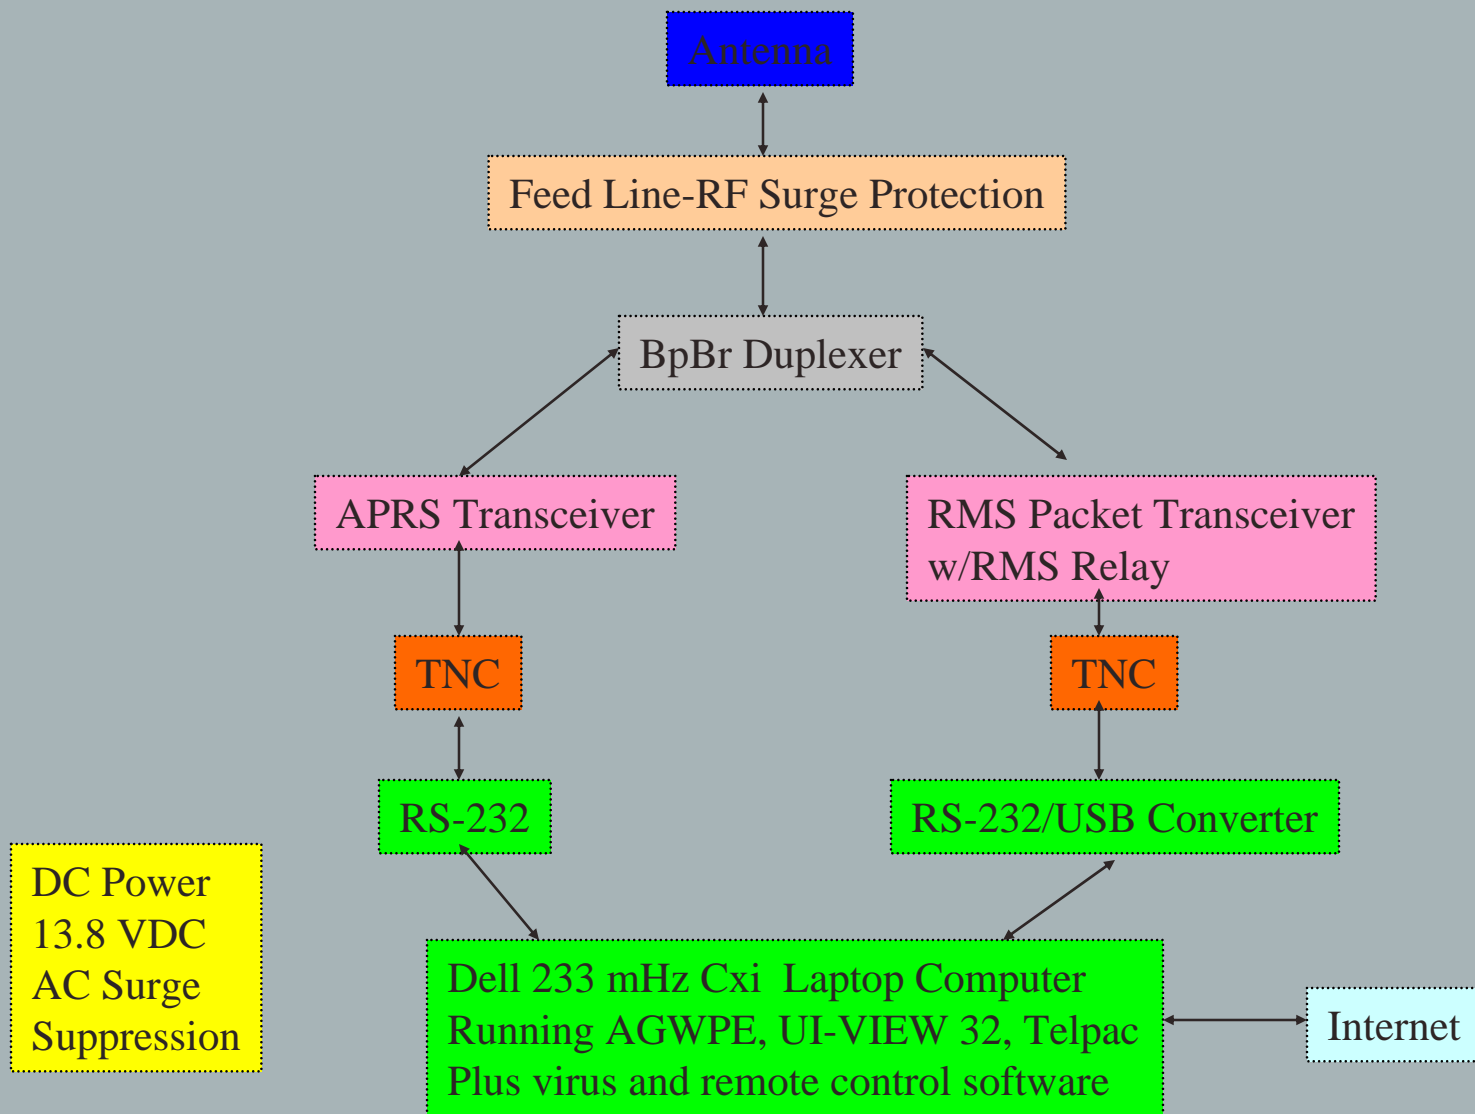 Antenna
Feed Line-RF Surge Protection
BpBr Duplexer
APRS Transceiver
RMS Packet Transceiver
w/RMS Relay
TNC
TNC
RS-232
RS-232/USB Converter
DC Power
13.8 VDC
AC Surge
Suppression
Dell 233 mHz Cxi  Laptop Computer
Running AGWPE, UI-VIEW 32, Telpac
Plus virus and remote control software
Internet